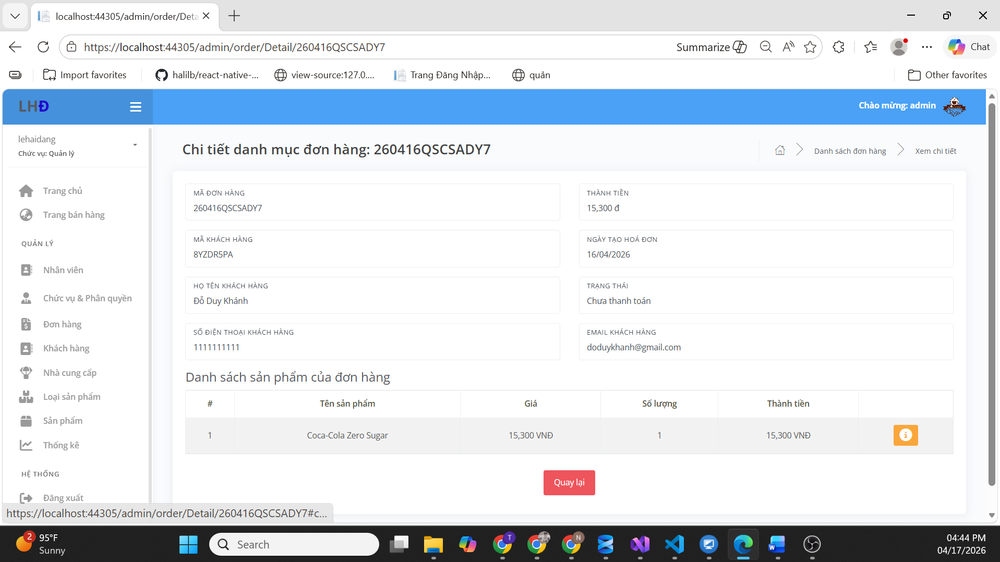 localhost:44305/admin/order/Deta
https://localhost:44305/admin/order/Detail/260416QSCSADY7
Summarize
Chat
Import favorites
halilb/react-native-...
view-source:127.0....
Trang Đăng Nhập...
quản
Other favorites
LHĐ
Chào mừng: admin
lehaidang
Chức vụ: Quản lý
Trang chủ
Trang bán hàng
QUẢN LÝ
Nhân viên
Chức vụ & Phân quyền
Đơn hàng
Khách hàng
Nhà cung cấp
Loại sản phẩm
Sản phẩm
Thống kê
HỆ THỐNG
Đăng xuất
Chi tiết danh mục đơn hàng: 260416QSCSADY7
Danh sách đơn hàng
Xem chi tiết
MÃ ĐƠN HÀNG
260416QSCSADY7
THÀNH TIỀN
15,300 đ
MÃ KHÁCH HÀNG
8YZDR5PA
NGÀY TẠO HOÁ ĐƠN
16/04/2026
HỌ TÊN KHÁCH HÀNG
Đỗ Duy Khánh
TRẠNG THÁI
Chưa thanh toán
SỐ ĐIỆN THOẠI KHÁCH HÀNG
1111111111
EMAIL KHÁCH HÀNG
doduykhanh@gmail.com
Danh sách sản phẩm của đơn hàng
# Tên sản phẩm Giá Số lượng Thành tiền
1 Coca-Cola Zero Sugar 15,300 VNĐ 1 15,300 VNĐ
Quay lại
https://localhost:44305/admin/order/Detail/260416QSCSADY7#c...
2
95°F
Sunny
Search
T
N
04:44 PM
04/17/2026